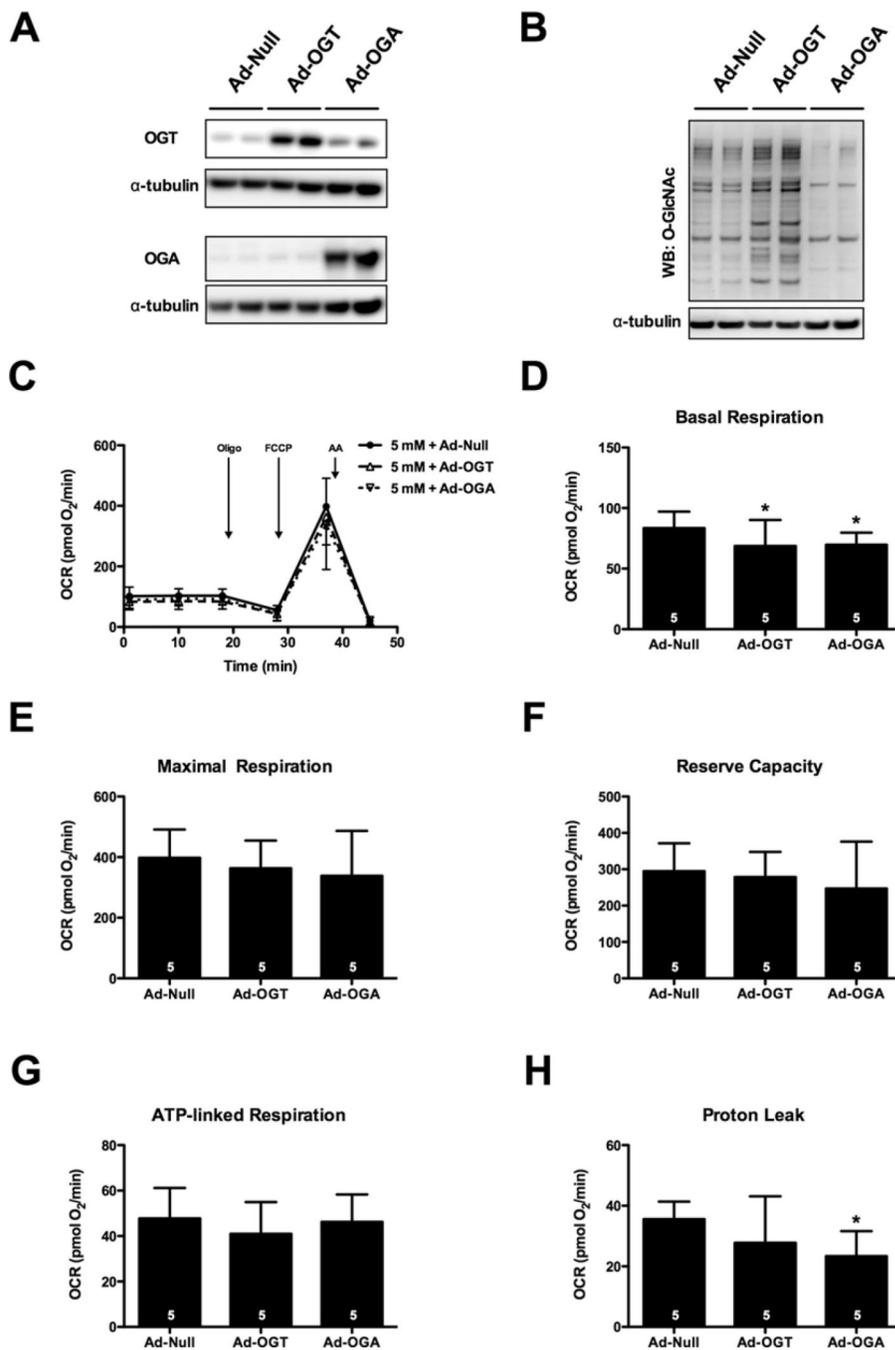 A
Ad-Null
Ad-OGT
Ad-OGA
OGT
α-tubulin
OGA
α-tubulin
B
Ad-Null
Ad-OGT
Ad-OGA
WB: O-GlcNAc
α-tubulin
C
600
400
200
0
OCR (pmol O2/min)
Oligo
FCCP
AA
5 mM + Ad-Null
5 mM + Ad-OGT
5 mM + Ad-OGA
0 10 20 30 40 50
Time (min)
D
Basal Respiration
150
100
50
0
OCR (pmol O2/min)
* *
5 5 5
Ad-Null Ad-OGT Ad-OGA
E
Maximal Respiration
600
400
200
0
OCR (pmol O2/min)
5 5 5
Ad-Null Ad-OGT Ad-OGA
F
Reserve Capacity
500
400
300
200
100
0
OCR (pmol O2/min)
5 5 5
Ad-Null Ad-OGT Ad-OGA
G
ATP-linked Respiration
80
60
40
20
0
OCR (pmol O2/min)
5 5 5
Ad-Null Ad-OGT Ad-OGA
H
Proton Leak
60
40
20
0
OCR (pmol O2/min)
*
5 5 5
Ad-Null Ad-OGT Ad-OGA